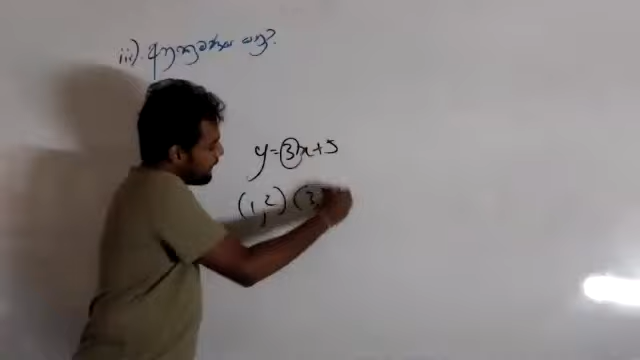 iii). අනුක්‍රමණය යනු?
y=3x+5
(1,2) (3,